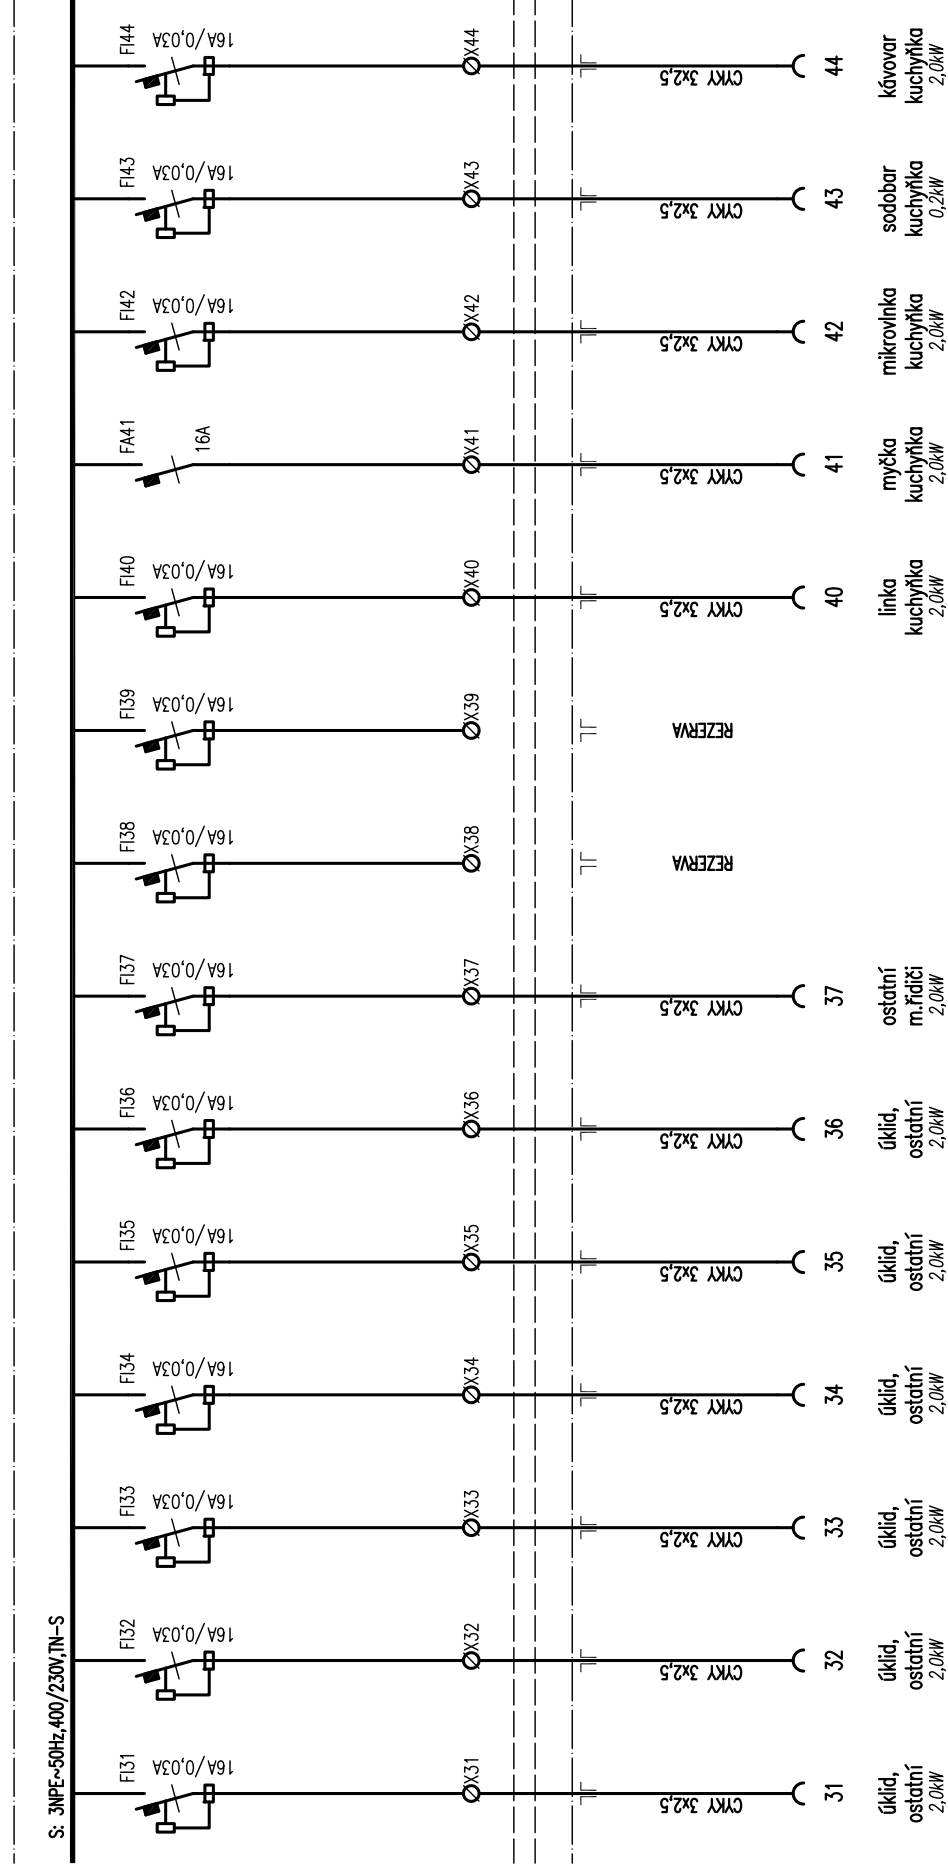 S: 3NPE~50Hz,400/230V,TN-S
FI31
16A/0,03A
X31
CYKY 3x2,5
31
úklid,
ostatní
2,0kW
FI32
16A/0,03A
X32
CYKY 3x2,5
32
úklid,
ostatní
2,0kW
FI33
16A/0,03A
X33
CYKY 3x2,5
33
úklid,
ostatní
2,0kW
FI34
16A/0,03A
X34
CYKY 3x2,5
34
úklid,
ostatní
2,0kW
FI35
16A/0,03A
X35
CYKY 3x2,5
35
úklid,
ostatní
2,0kW
FI36
16A/0,03A
X36
CYKY 3x2,5
36
úklid,
ostatní
2,0kW
FI37
16A/0,03A
X37
CYKY 3x2,5
37
ostatní
m.řidiči
2,0kW
FI38
16A/0,03A
X38
REZERVA
FI39
16A/0,03A
X39
REZERVA
FI40
16A/0,03A
X40
CYKY 3x2,5
40
linka
kuchyňka
2,0kW
FA41
16A
X41
CYKY 3x2,5
41
myčka
kuchyňka
2,0kW
FI42
16A/0,03A
X42
CYKY 3x2,5
42
mikrovlnka
kuchyňka
2,0kW
FI43
16A/0,03A
X43
CYKY 3x2,5
43
sodobar
kuchyňka
0,2kW
FI44
16A/0,03A
X44
CYKY 3x2,5
44
kávovar
kuchyňka
2,0kW